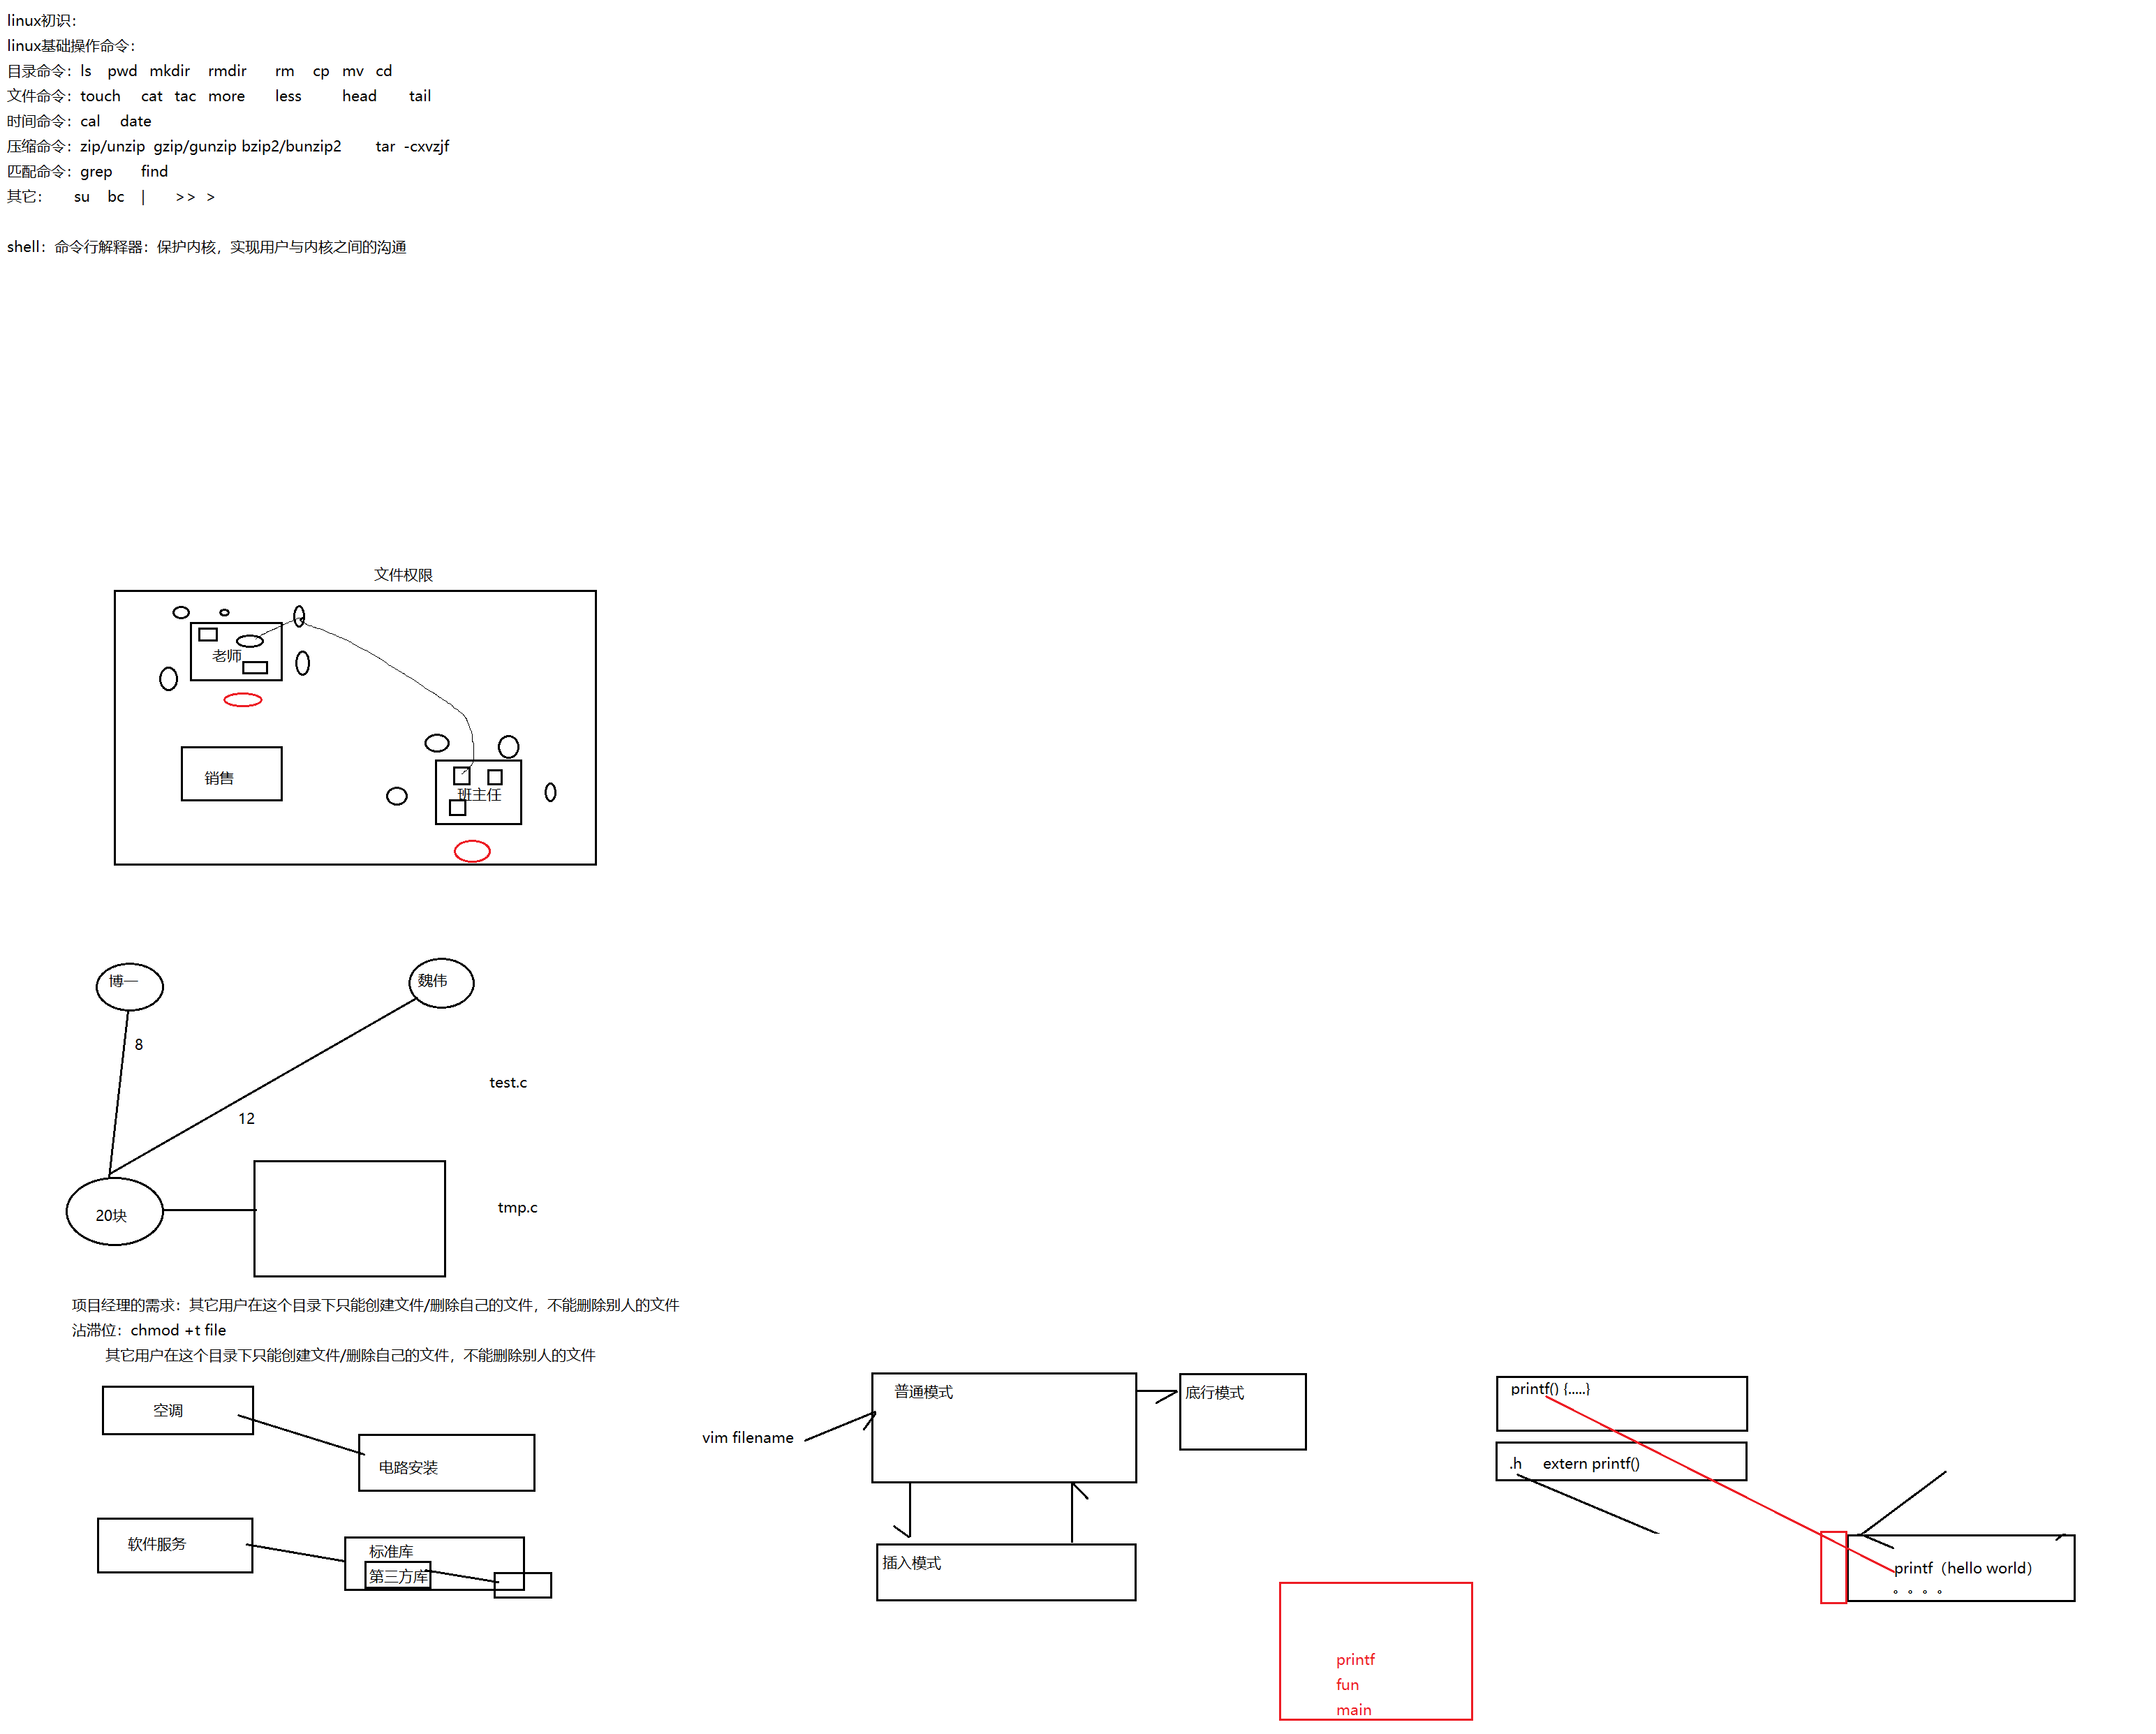 linux初识：
linux基础操作命令：
目录命令：ls pwd mkdir rmdir rm cp mv cd
文件命令：touch cat tac more less head tail
时间命令：cal date
压缩命令：zip/unzip gzip/gunzip bzip2/bunzip2 tar -cxvzjf
匹配命令：grep find
其它： su bc | >> >
shell：命令行解释器：保护内核，实现用户与内核之间的沟通
文件权限
老师
销售
班主任
博一
魏伟
8
test.c
12
20块
tmp.c
项目经理的需求：其它用户在这个目录下只能创建文件/删除自己的文件，不能删除别人的文件
沾滞位：chmod +t file
其它用户在这个目录下只能创建文件/删除自己的文件，不能删除别人的文件
空调
电路安装
软件服务
标准库
第三方库
普通模式
底行模式
vim filename
插入模式
printf() {.....}
.h extern printf()
printf（hello world）
。。。。
printf
fun
main